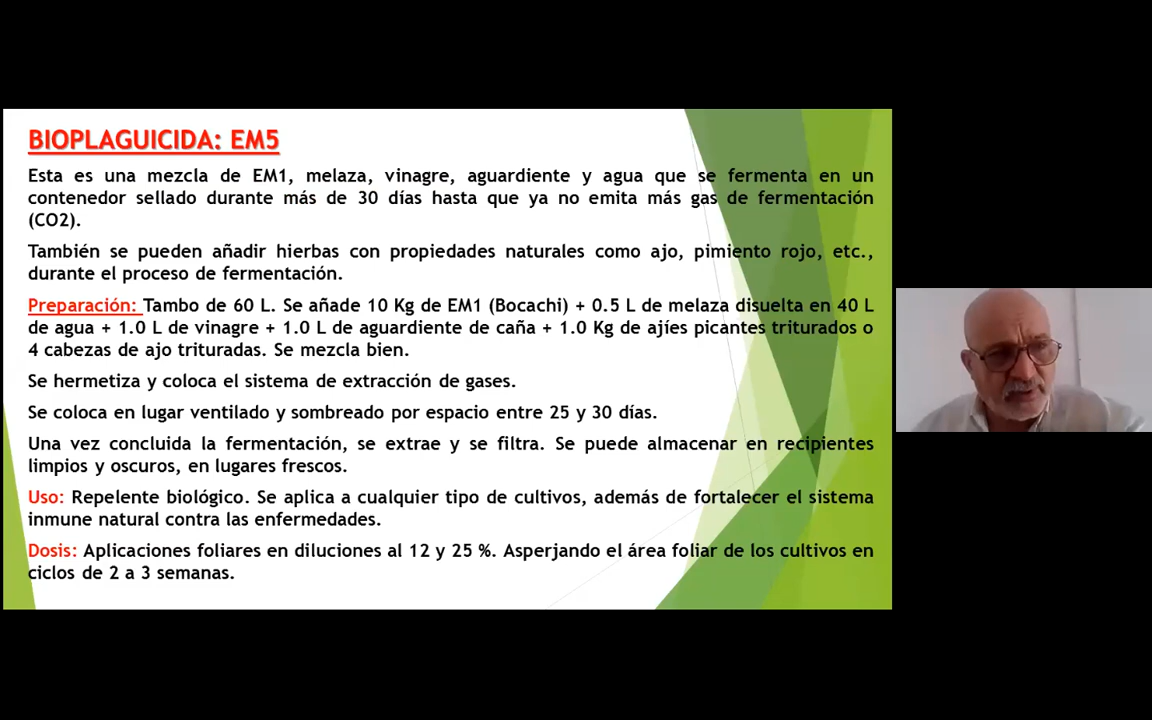 BIOPLAGUICIDA: EM5
Esta es una mezcla de EM1, melaza, vinagre, aguardiente y agua que se fermenta en un
contenedor sellado durante más de 30 días hasta que ya no emita más gas de fermentación
(CO2).
También se pueden añadir hierbas con propiedades naturales como ajo, pimiento rojo, etc.,
durante el proceso de fermentación.
Preparación: Tambo de 60 L. Se añade 10 Kg de EM1 (Bocachi) + 0.5 L de melaza disuelta en 40 L
de agua + 1.0 L de vinagre + 1.0 L de aguardiente de caña + 1.0 Kg de ajíes picantes triturados o
4 cabezas de ajo trituradas. Se mezcla bien.
Se hermetiza y coloca el sistema de extracción de gases.
Se coloca en lugar ventilado y sombreado por espacio entre 25 y 30 días.
Una vez concluida la fermentación, se extrae y se filtra. Se puede almacenar en recipientes
limpios y oscuros, en lugares frescos.
Uso: Repelente biológico. Se aplica a cualquier tipo de cultivos, además de fortalecer el sistema
inmune natural contra las enfermedades.
Dosis: Aplicaciones foliares en diluciones al 12 y 25 %. Asperjando el área foliar de los cultivos en
ciclos de 2 a 3 semanas.